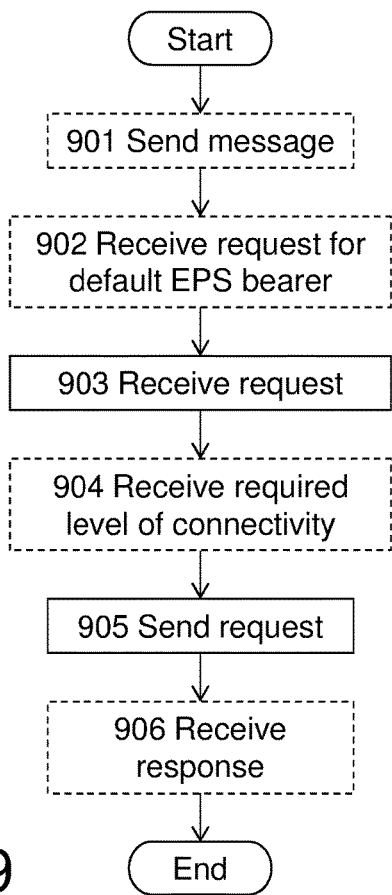 Start
901 Send message
902 Receive request for
default EPS bearer
903 Receive request
904 Receive required
level of connectivity
905 Send request
906 Receive
response
9
End